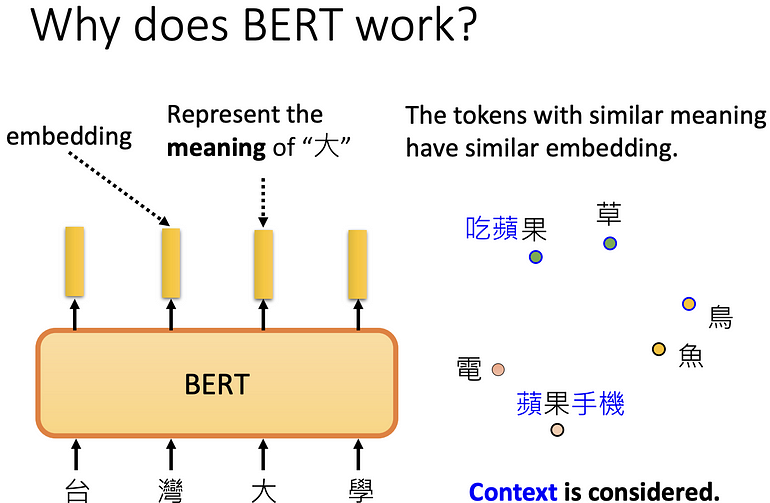 Why does BERT work?
embedding
Represent the
meaning of “大”
The tokens with similar meaning
have similar embedding.
BERT
台 灣 大 學
吃蘋果
草
鳥
魚
電
蘋果手機
Context is considered.